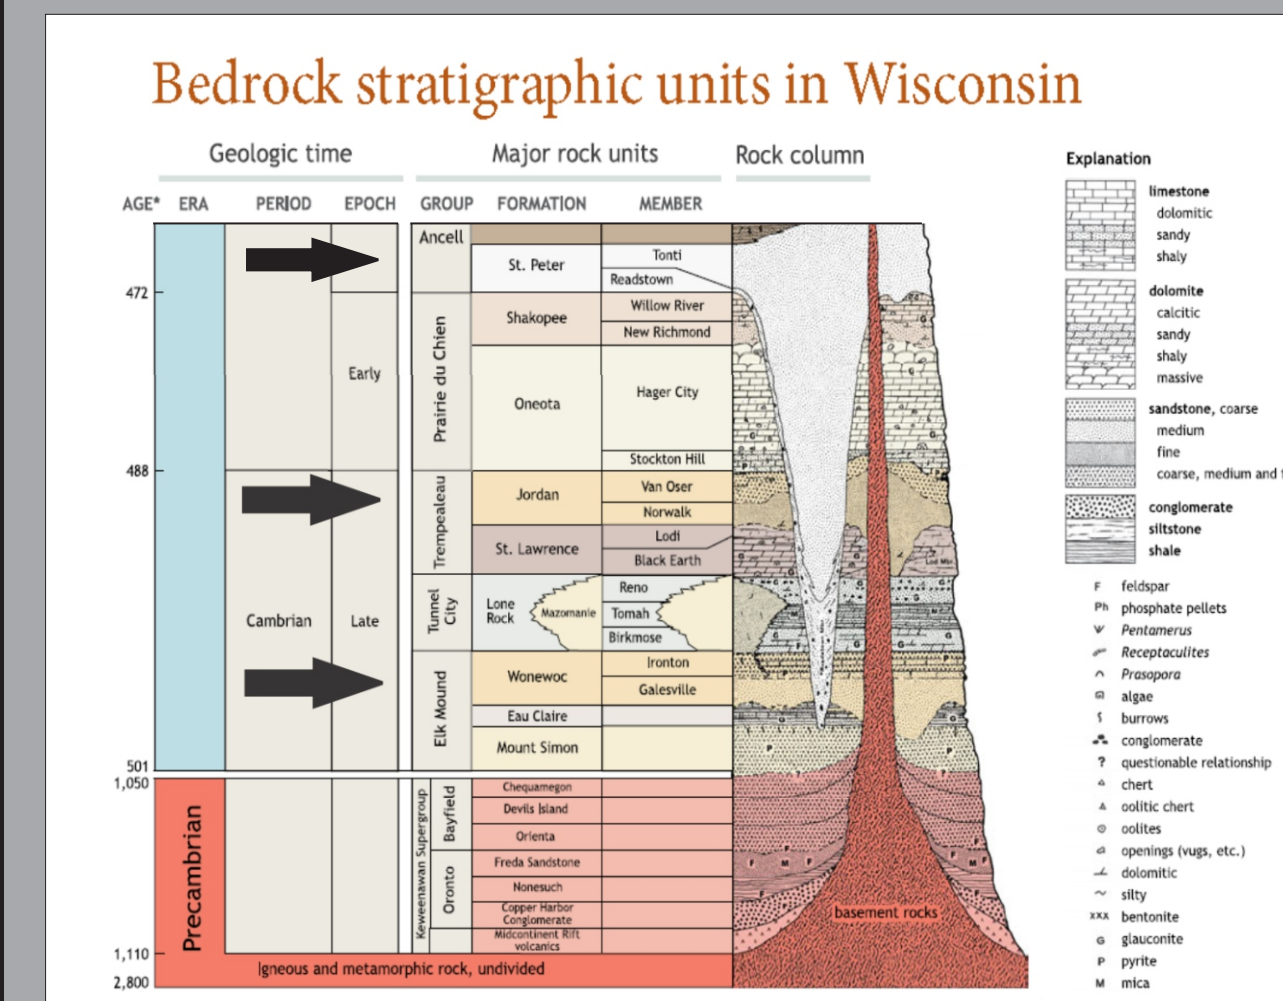 Bedrock stratigraphic units in Wisconsin
Geologic time
Major rock units
Rock column
AGE* ERA PERIOD EPOCH GROUP FORMATION MEMBER
Ancell
St. Peter
Tonti
Readstown
472
Early
Prairie du Chien
Shakopee
Willow River
New Richmond
Oneota
Hager City
Stockton Hill
488
Cambrian
Late
Trempealeau
Jordan
Van Oser
Norwalk
St. Lawrence
Lodi
Black Earth
Lodi Mbr.
Tunnel
City
Lone
Rock
Mazomanie
Reno
Tomah
Birkmose
Elk Mound
Wonewoc
Ironton
Galesville
Eau Claire
Mount Simon
501
1,050
Precambrian
Keweenawan Supergroup
Bayfield
Chequamegon
Devils Island
Orienta
Oronto
Freda Sandstone
Nonesuch
Copper Harbor
Conglomerate
Midcontinent Rift
volcanics
1,110
Igneous and metamorphic rock, undivided
2,800
basement rocks
Explanation
limestone
dolomitic
sandy
shaly
dolomite
calcitic
sandy
shaly
massive
sandstone, coarse
medium
fine
coarse, medium and
conglomerate
siltstone
shale
F feldspar
Ph phosphate pellets
Pentamerus
Receptaculites
Prasopora
algae
burrows
conglomerate
? questionable relationship
chert
oolitic chert
oolites
openings (vugs, etc.)
dolomitic
silty
xxx bentonite
G glauconite
P pyrite
M mica